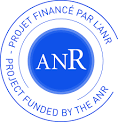 - PROJET FINANCÉ PAR L'ANR -
PROJECT FUNDED BY THE ANR
ANR